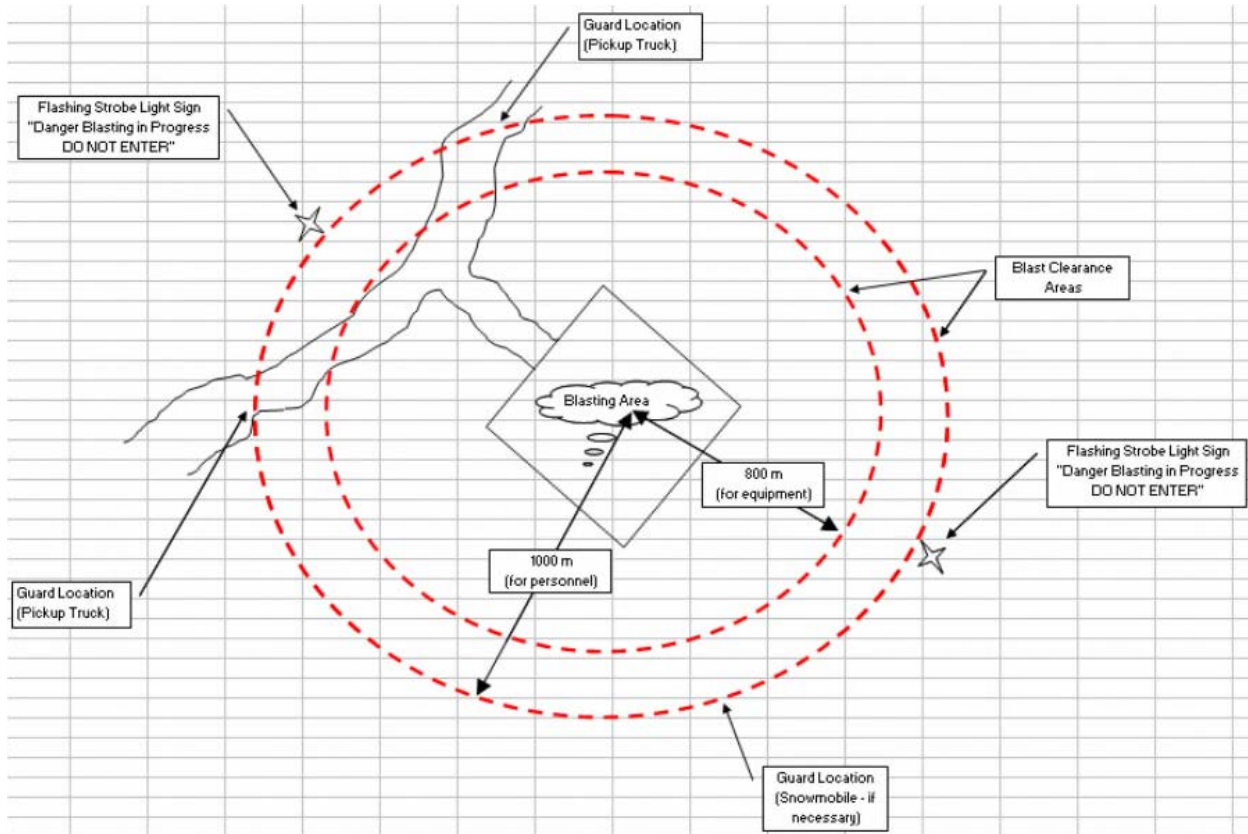 Guard Location
(Pickup Truck)
Flashing Strobe Light Sign
"Danger Blasting in Progress
DO NOT ENTER"
Blast Clearance
Areas
Blasting Area
800 m
(for equipment)
Flashing Strobe Light Sign
"Danger Blasting in Progress
DO NOT ENTER"
1000 m
(for personnel)
Guard Location
(Pickup Truck)
Guard Location
(Snowmobile - if
necessary)